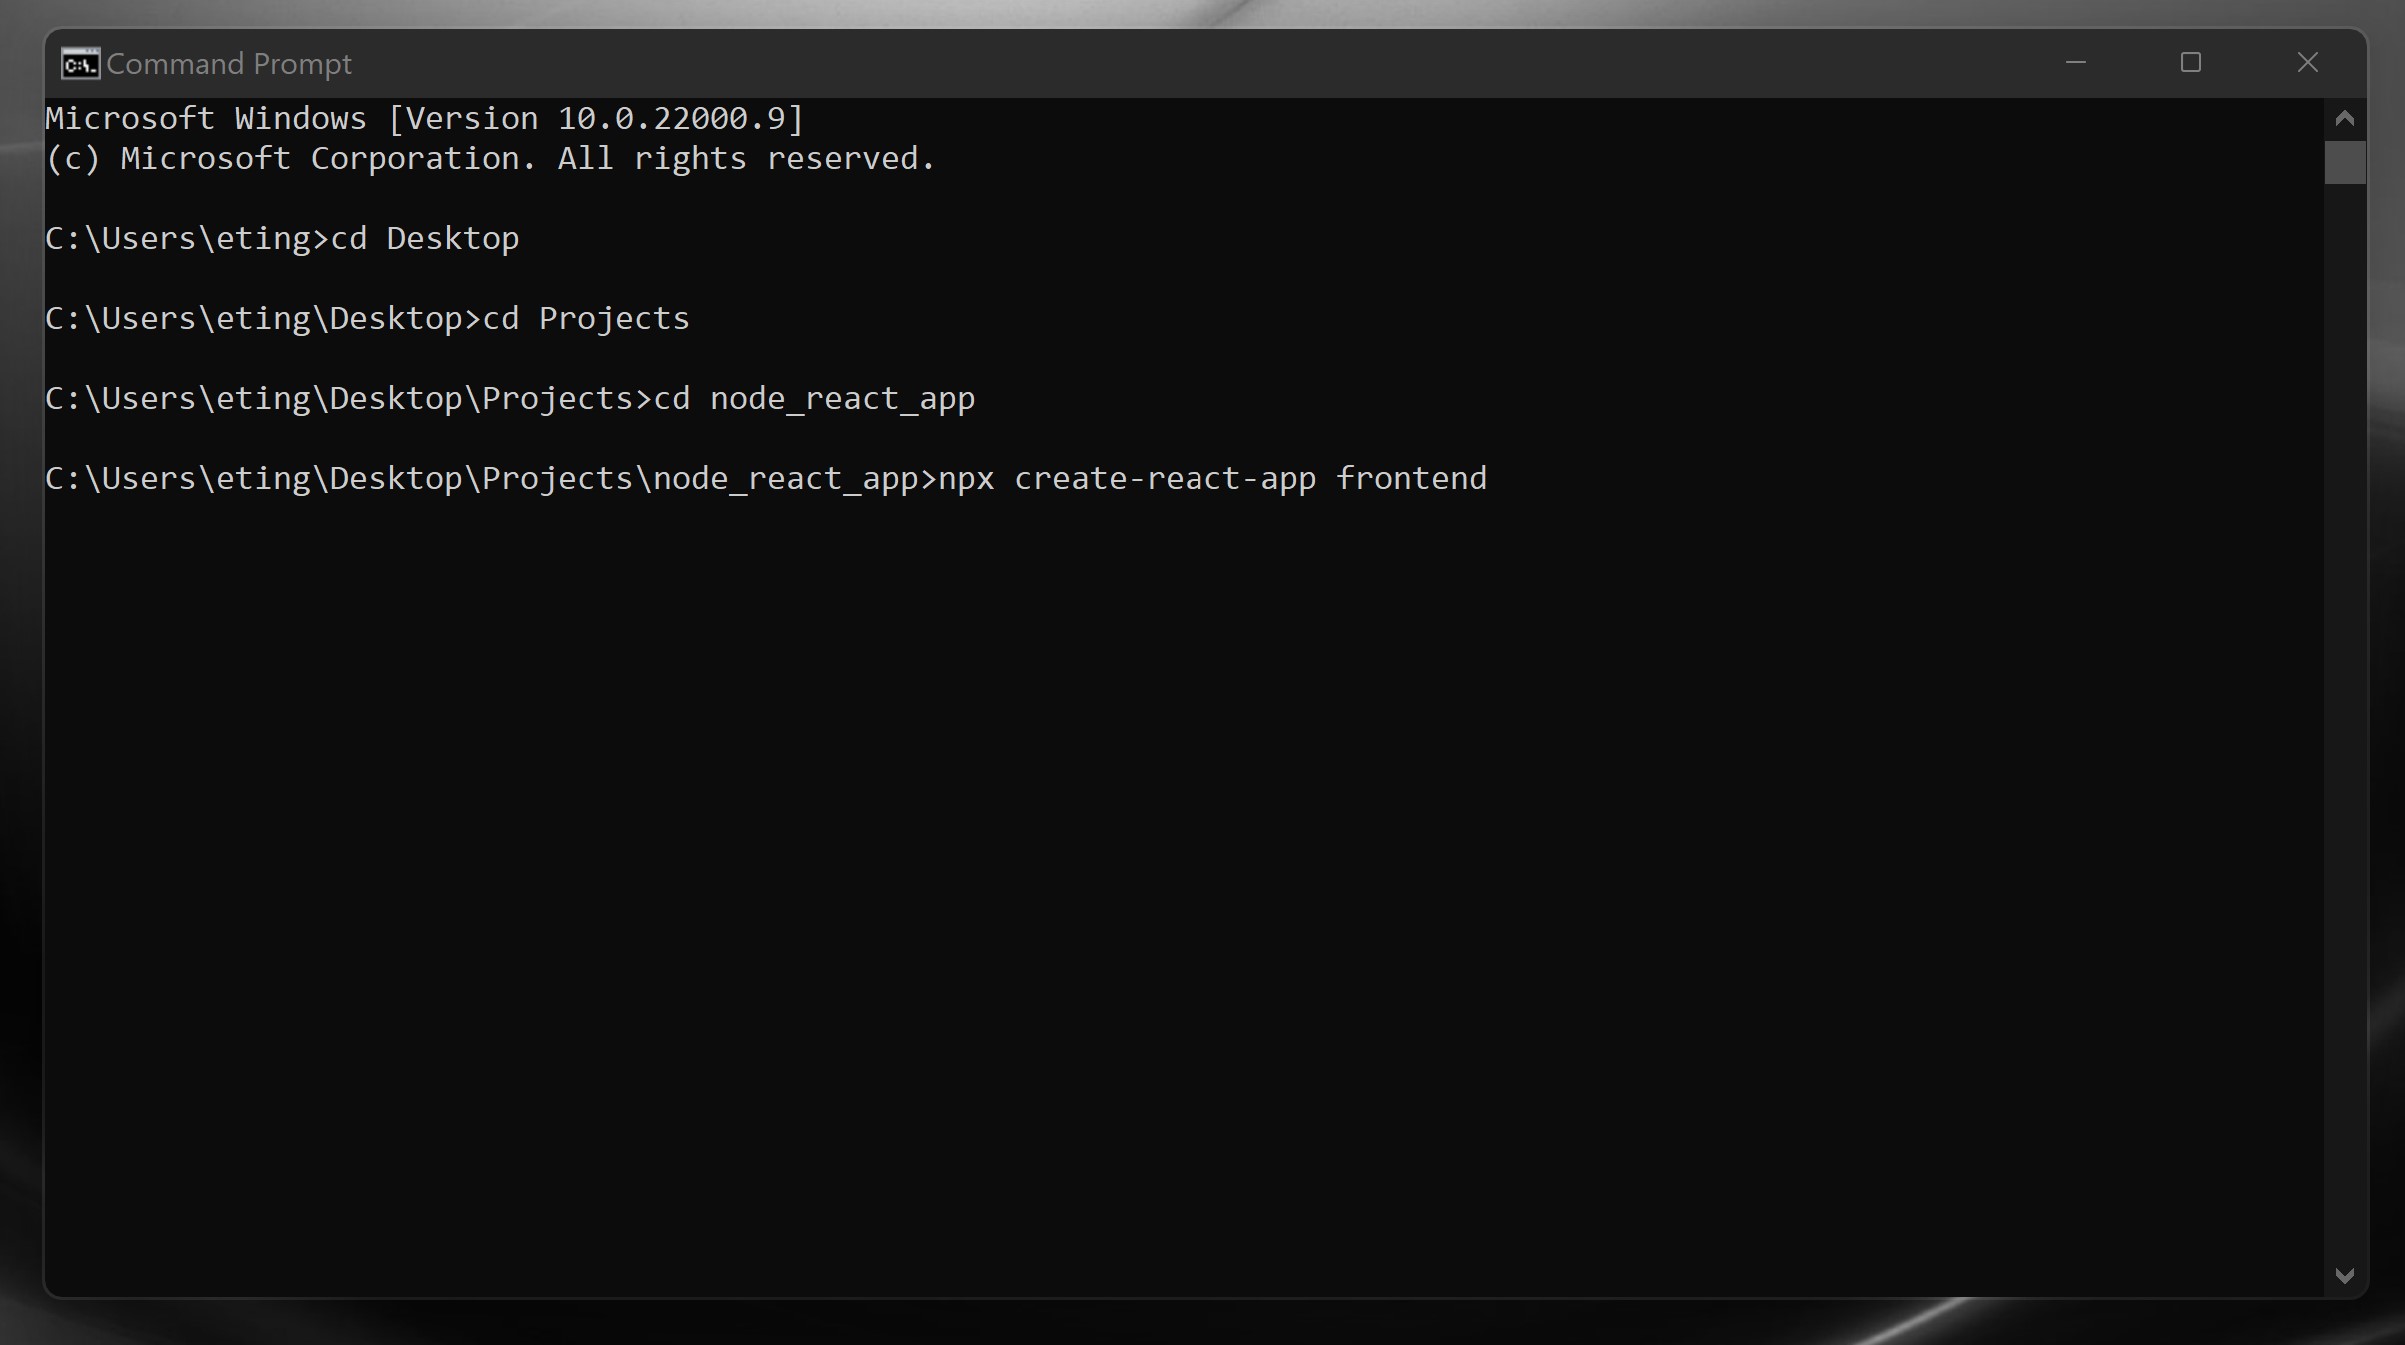 Command Prompt
Microsoft Windows [Version 10.0.22000.9]
(c) Microsoft Corporation. All rights reserved.
C:\Users\eting>cd Desktop
C:\Users\eting\Desktop>cd Projects
C:\Users\eting\Desktop\Projects>cd node_react_app
C:\Users\eting\Desktop\Projects\node_react_app>npx create-react-app frontend